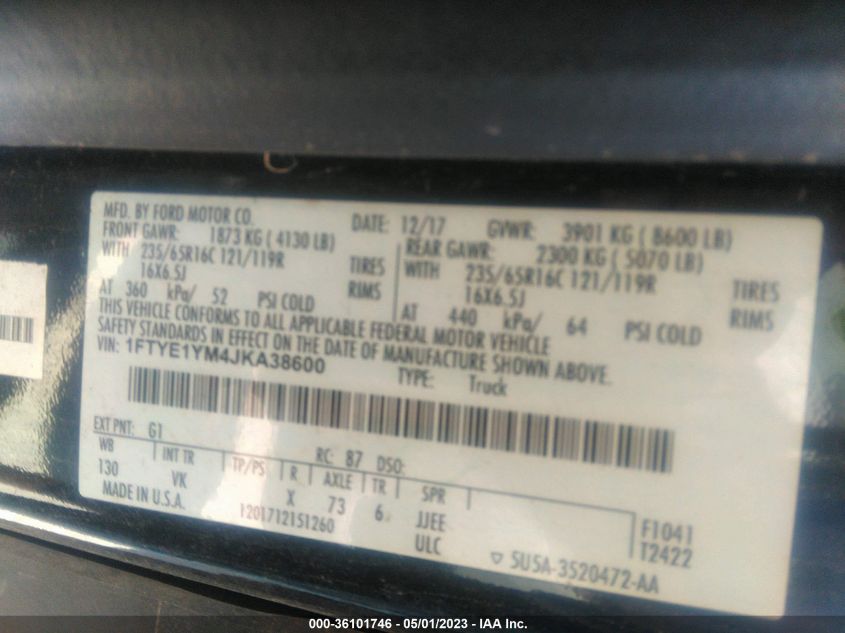 MFD. BY FORD MOTOR CO. DATE: 12/17 GVWR: 3901 KG ( 8600 LB)
FRONT GAWR: 1873 KG ( 4130 LB) REAR GAWR: 2300 KG ( 5070 LB)
WITH 235/65R16C 121/119R TIRES WITH 235/65R16C 121/119R TIRES
16X6.5J RIMS 16X6.5J RIMS
AT 360 kPa/ 52 PSI COLD AT 440 kPa/ 64 PSI COLD
THIS VEHICLE CONFORMS TO ALL APPLICABLE FEDERAL MOTOR VEHICLE
SAFETY STANDARDS IN EFFECT ON THE DATE OF MANUFACTURE SHOWN ABOVE.
VIN: 1FTYE1YM4JKA38600 TYPE: Truck
EXT PNT: G1 RC: 87 DSO:
WB INT TR TP/PS R AXLE TR SPR
130 VK X 73 6 JJEE F1041
MADE IN U.S.A. 1201712151260 ULC T2422
5U5A-3520472-AA
000-36101746 - 05/01/2023 - IAA Inc.